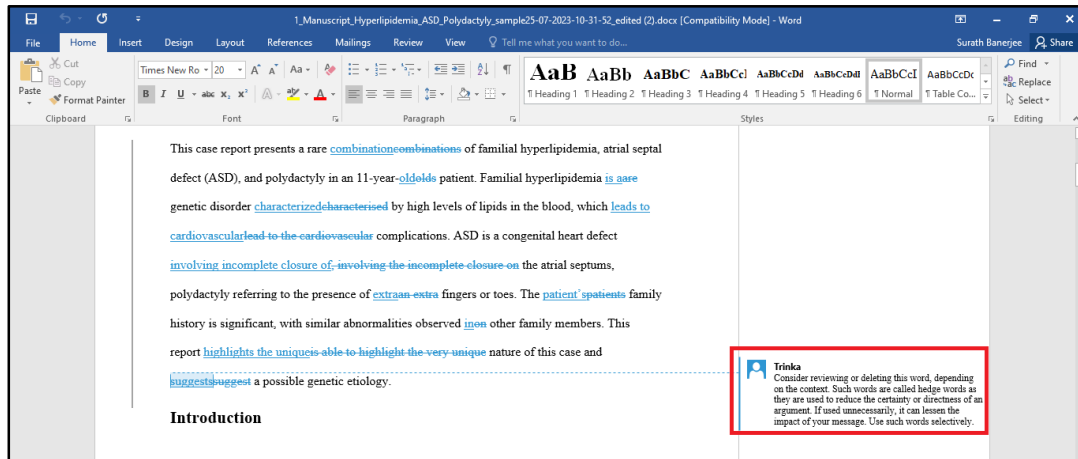 1_Manuscript_Hyperlipidemia_ASD_Polydactyly_sample25-07-2023-10-31-52_edited (2).docx [Compatibility Mode] - Word
File Home Insert Design Layout References Mailings Review View Tell me what you want to do... Surath Banerjee Share
Paste
Cut
Copy
Format Painter
Clipboard
Times New Ro 20 A A Aa
B I U abc X₂ X² A ab A
Font
Paragraph
AaB AaBb AaBbC AaBbCc] AaBbCcDd AaBbCcDdI AaBbCcI AaBbCcDc
Heading 1 ¶ Heading 2 ¶ Heading 3 ¶ Heading 4 ¶ Heading 5 ¶ Heading 6 ¶ Normal ¶ Table Co...
Styles
Find
Replace
Select
Editing
This case report presents a rare combinationcombinations of familial hyperlipidemia, atrial septal
defect (ASD), and polydactyly in an 11-year-oldolds patient. Familial hyperlipidemia is aare
genetic disorder characterizedcharacterised by high levels of lipids in the blood, which leads to
cardiovascularlead to the cardiovascular complications. ASD is a congenital heart defect
involving incomplete closure of, involving the incomplete closure on the atrial septums,
polydactyly referring to the presence of extraan extra fingers or toes. The patient’spatients family
history is significant, with similar abnormalities observed inon other family members. This
report highlights the uniqueis able to highlight the very unique nature of this case and
suggestssuggest a possible genetic etiology.
Introduction
Trinka
Consider reviewing or deleting this word, depending
on the context. Such words are called hedge words as
they are used to reduce the certainty or directness of an
argument. If used unnecessarily, it can lessen the
impact of your message. Use such words selectively.